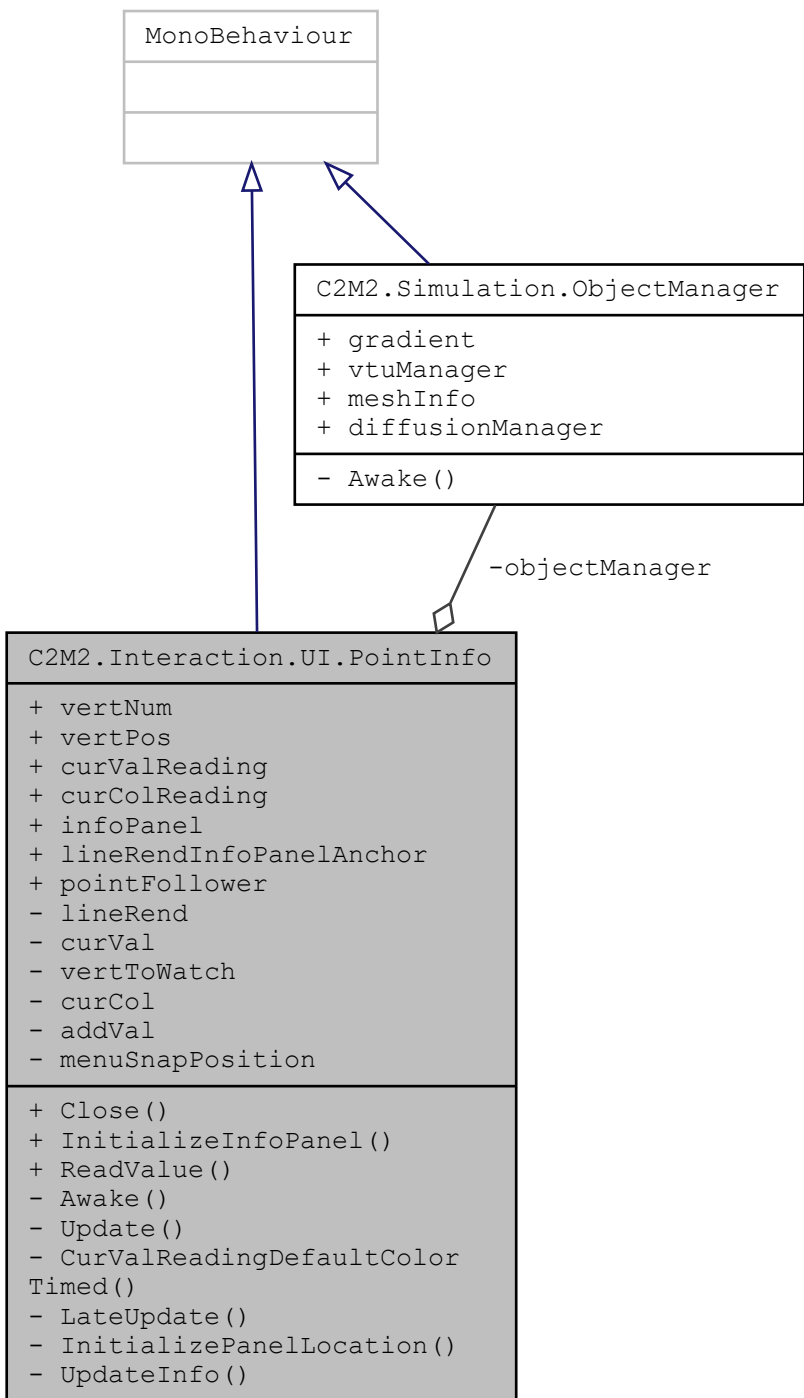 MonoBehaviour
C2M2.Simulation.ObjectManager
+ gradient
+ vtuManager
+ meshInfo
+ diffusionManager
- Awake()
-objectManager
C2M2.Interaction.UI.PointInfo
+ vertNum
+ vertPos
+ curValReading
+ curColReading
+ infoPanel
+ lineRendInfoPanelAnchor
+ pointFollower
- lineRend
- curVal
- vertToWatch
- curCol
- addVal
- menuSnapPosition
+ Close()
+ InitializeInfoPanel()
+ ReadValue()
- Awake()
- Update()
- CurValReadingDefaultColor
Timed()
- LateUpdate()
- InitializePanelLocation()
- UpdateInfo()